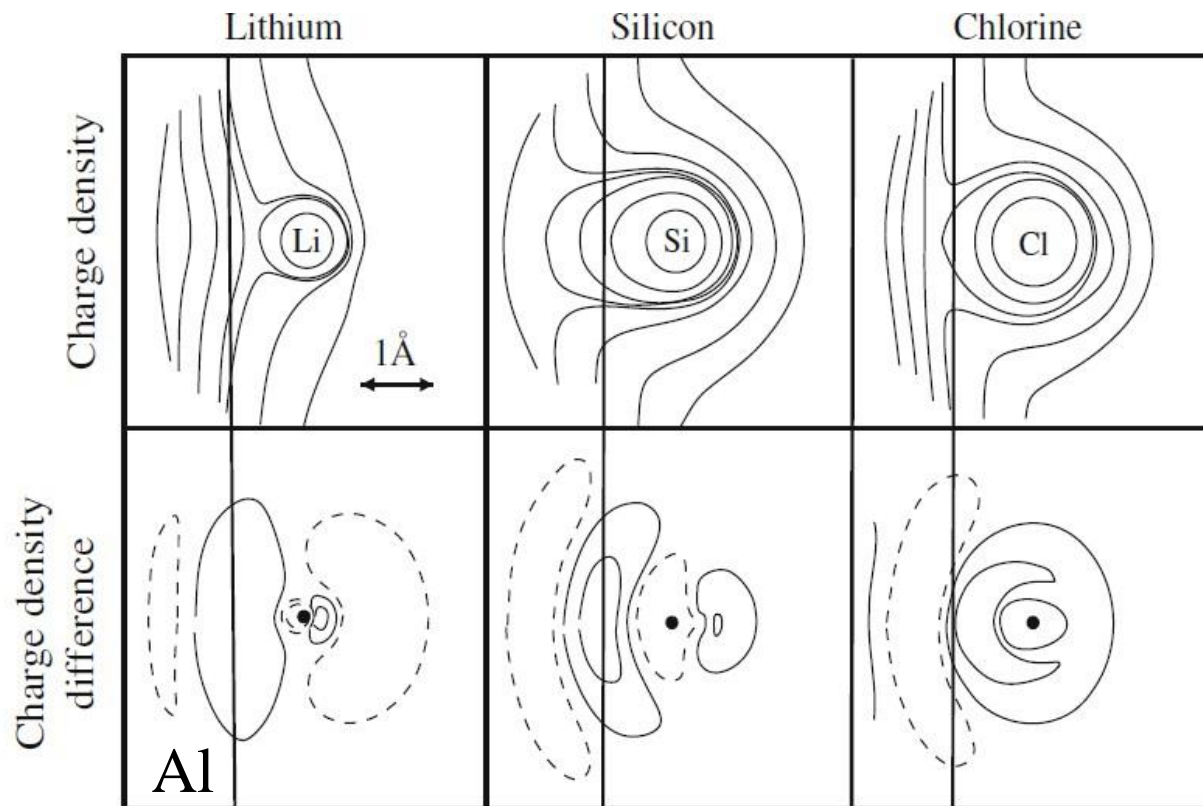 Lithium
Silicon
Chlorine
Charge density
Li
Si
Cl
1Å
Charge density
difference
Al